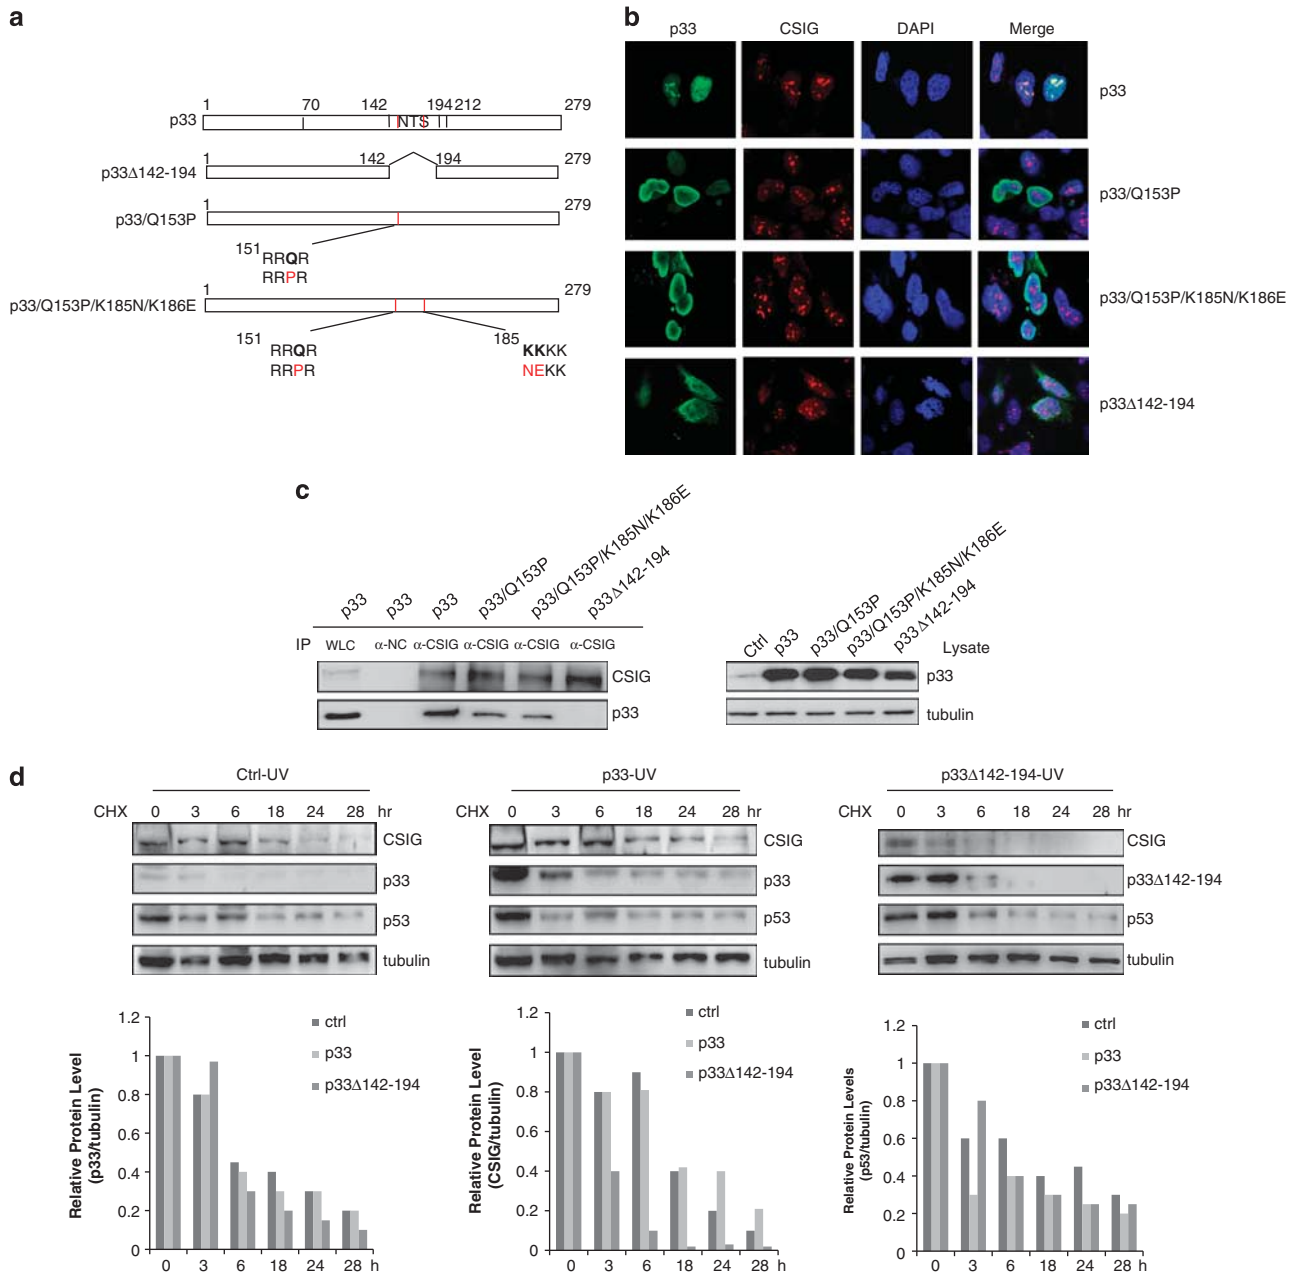 a
1 70 142 194 212 279
p33 NTS
1 142 194 279
p33Δ142-194
1 279
p33/Q153P
151 RRQR
RRPR
1 279
p33/Q153P/K185N/K186E
151 RRQR 185 KKKK
RRPR NEKK
b
p33 CSIG DAPI Merge
p33
p33/Q153P
p33/Q153P/K185N/K186E
p33Δ142-194
c
p33 p33 p33 p33/Q153P p33/Q153P/K185N/K186E p33Δ142-194
IP WLC α-NC α-CSIG α-CSIG α-CSIG α-CSIG
CSIG
p33
Ctrl p33 p33/Q153P p33/Q153P/K185N/K186E p33Δ142-194
Lysate
p33
tubulin
d
Ctrl-UV
CHX 0 3 6 18 24 28 hr
CSIG
p33
p53
tubulin
p33-UV
CHX 0 3 6 18 24 28 hr
CSIG
p33
p53
tubulin
p33Δ142-194-UV
CHX 0 3 6 18 24 28 hr
CSIG
p33Δ142-194
p53
tubulin
Relative Protein Level
(p33/tubulin)
1.2
1
0.8
0.6
0.4
0.2
0
0 3 6 18 24 28 h
ctrl
p33
p33Δ142-194
Relative Protein Level
(CSIG/tubulin)
1.2
1
0.8
0.6
0.4
0.2
0
0 3 6 18 24 28 h
ctrl
p33
p33Δ142-194
Relative Protein Levels
(p53/tubulin)
1.2
1
0.8
0.6
0.4
0.2
0
0 3 6 18 24 28 h
ctrl
p33
p33Δ142-194